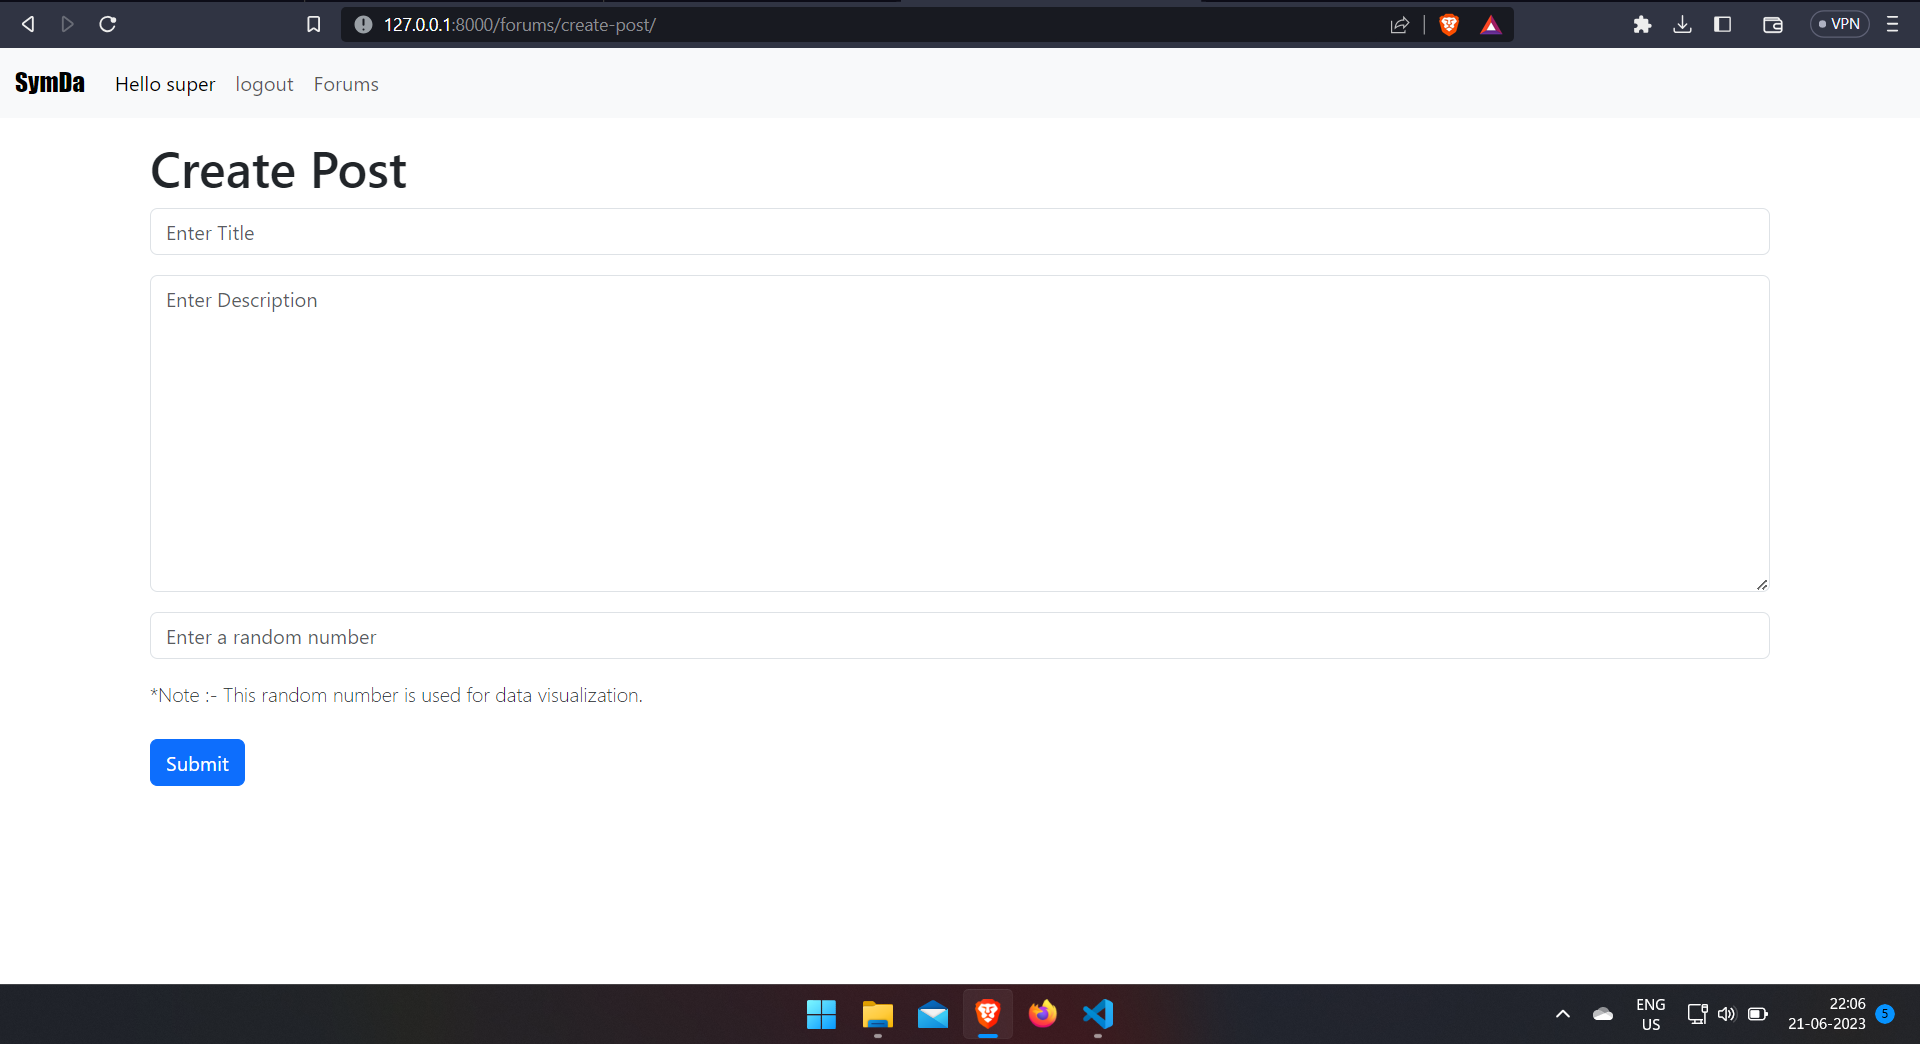 127.0.0.1:8000/forums/create-post/
VPN
SymDa
Hello super
logout
Forums
Create Post
Enter Title
Enter Description
Enter a random number
*Note :- This random number is used for data visualization.
Submit
ENG
US
22:06
21-06-2023
5